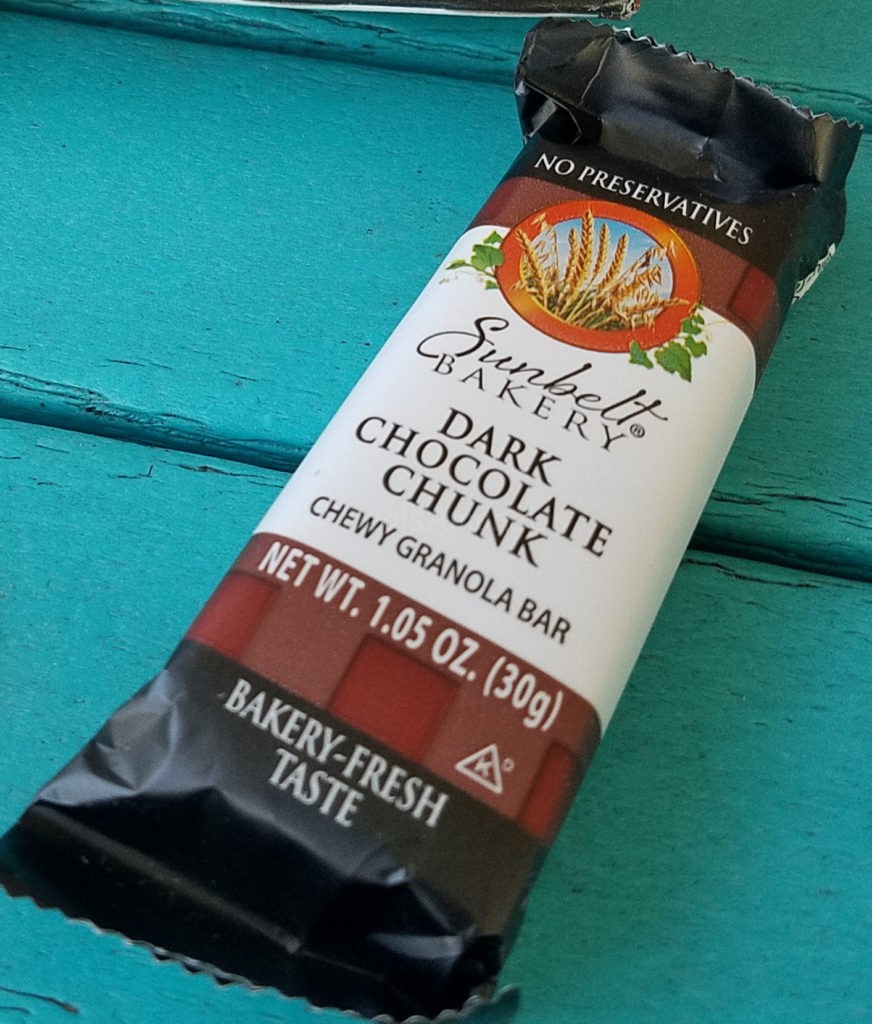 NO PRESERVATIVES
Sunbelt
BAKERY®
DARK
CHOCOLATE
CHUNK
CHEWY GRANOLA BAR
NET WT. 1.05 OZ. (30g)
K
BAKERY-FRESH
TASTE